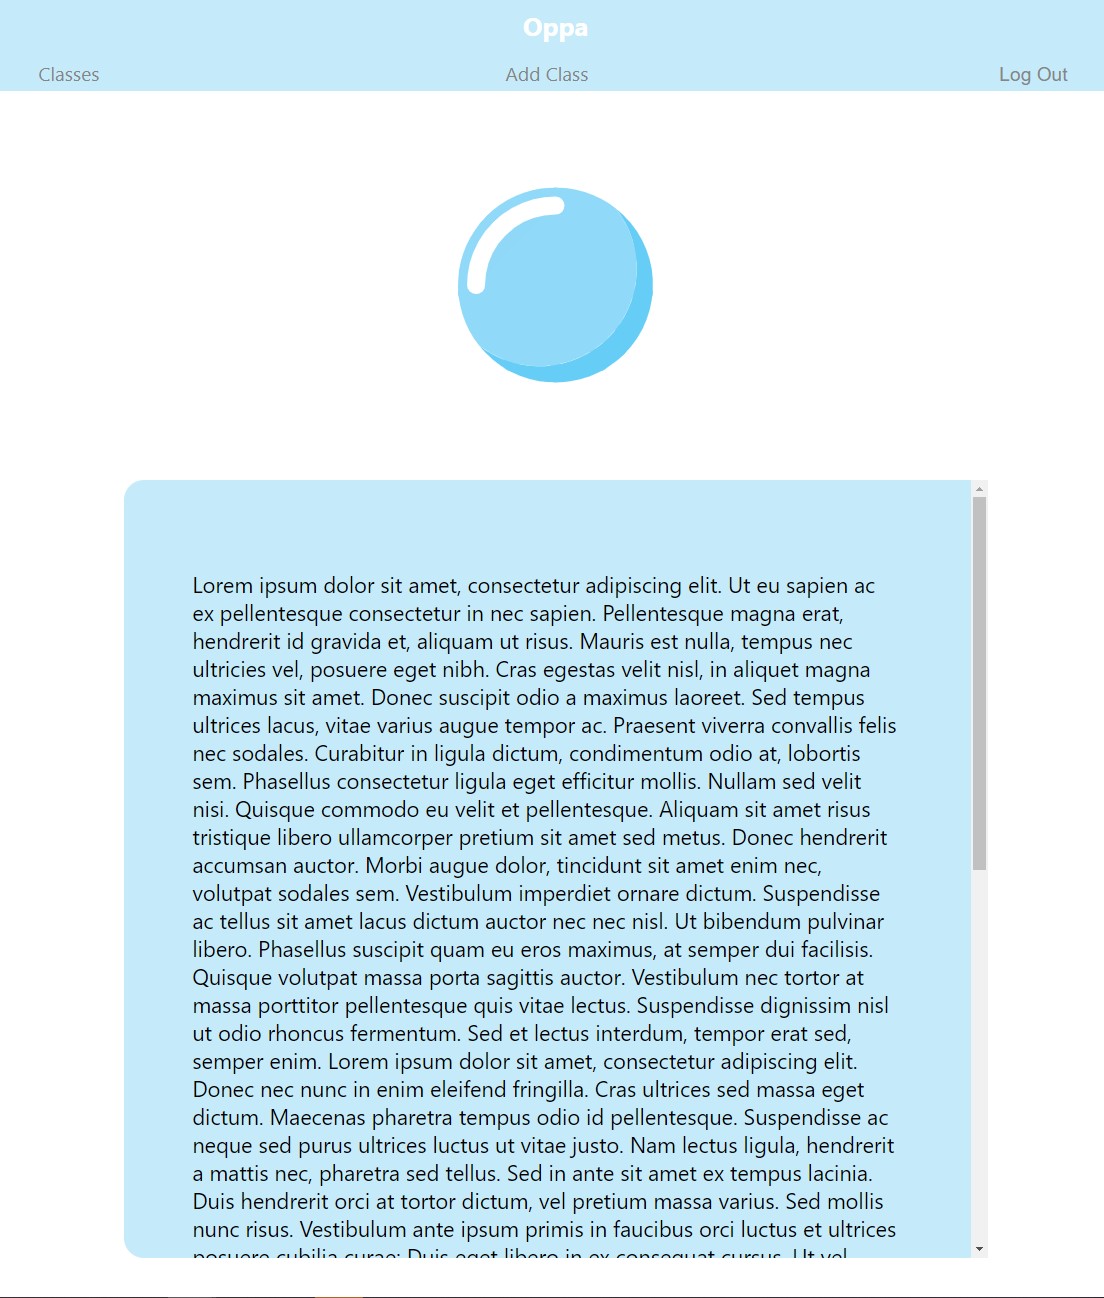 Oppa
Classes Add Class Log Out
Lorem ipsum dolor sit amet, consectetur adipiscing elit. Ut eu sapien ac
ex pellentesque consectetur in nec sapien. Pellentesque magna erat,
hendrerit id gravida et, aliquam ut risus. Mauris est nulla, tempus nec
ultricies vel, posuere eget nibh. Cras egestas velit nisl, in aliquet magna
maximus sit amet. Donec suscipit odio a maximus laoreet. Sed tempus
ultrices lacus, vitae varius augue tempor ac. Praesent viverra convallis felis
nec sodales. Curabitur in ligula dictum, condimentum odio at, lobortis
sem. Phasellus consectetur ligula eget efficitur mollis. Nullam sed velit
nisi. Quisque commodo eu velit et pellentesque. Aliquam sit amet risus
tristique libero ullamcorper pretium sit amet sed metus. Donec hendrerit
accumsan auctor. Morbi augue dolor, tincidunt sit amet enim nec,
volutpat sodales sem. Vestibulum imperdiet ornare dictum. Suspendisse
ac tellus sit amet lacus dictum auctor nec nec nisl. Ut bibendum pulvinar
libero. Phasellus suscipit quam eu eros maximus, at semper dui facilisis.
Quisque volutpat massa porta sagittis auctor. Vestibulum nec tortor at
massa porttitor pellentesque quis vitae lectus. Suspendisse dignissim nisl
ut odio rhoncus fermentum. Sed et lectus interdum, tempor erat sed,
semper enim. Lorem ipsum dolor sit amet, consectetur adipiscing elit.
Donec nec nunc in enim eleifend fringilla. Cras ultrices sed massa eget
dictum. Maecenas pharetra tempus odio id pellentesque. Suspendisse ac
neque sed purus ultrices luctus ut vitae justo. Nam lectus ligula, hendrerit
a mattis nec, pharetra sed tellus. Sed in ante sit amet ex tempus lacinia.
Duis hendrerit orci at tortor dictum, vel pretium massa varius. Sed mollis
nunc risus. Vestibulum ante ipsum primis in faucibus orci luctus et ultrices
posuere cubilia curae; Duis eget libero in ex consequat cursus. Ut vel